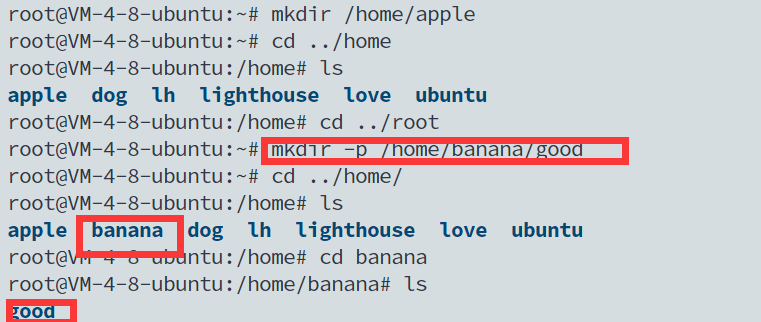 root@VM-4-8-ubuntu:~# mkdir /home/apple
root@VM-4-8-ubuntu:~# cd ../home
root@VM-4-8-ubuntu:/home# ls
apple  dog  lh  lighthouse  love  ubuntu
root@VM-4-8-ubuntu:/home# cd ../root
root@VM-4-8-ubuntu:~# mkdir -p /home/banana/good
root@VM-4-8-ubuntu:~# cd ../home/
root@VM-4-8-ubuntu:/home# ls
apple  banana  dog  lh  lighthouse  love  ubuntu
root@VM-4-8-ubuntu:/home# cd banana
root@VM-4-8-ubuntu:/home/banana# ls
good